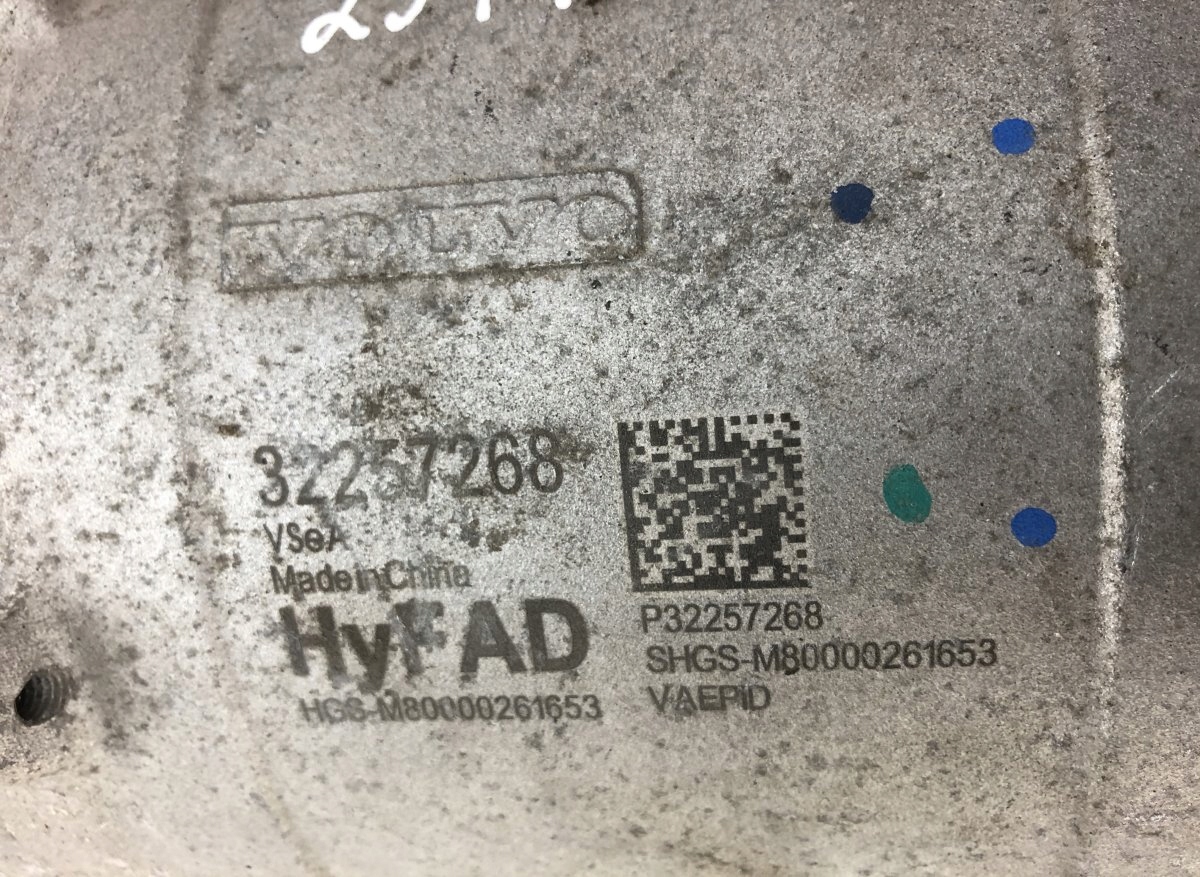 VOLVO
32257268
VSeA
Made in China
HyFAD
HGS-M80000261653
P32257268
SHGS-M80000261653
VAEPID